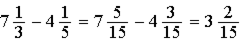 7 1/3 − 4 1/5 = 7 5/15 − 4 3/15 = 3 2/15